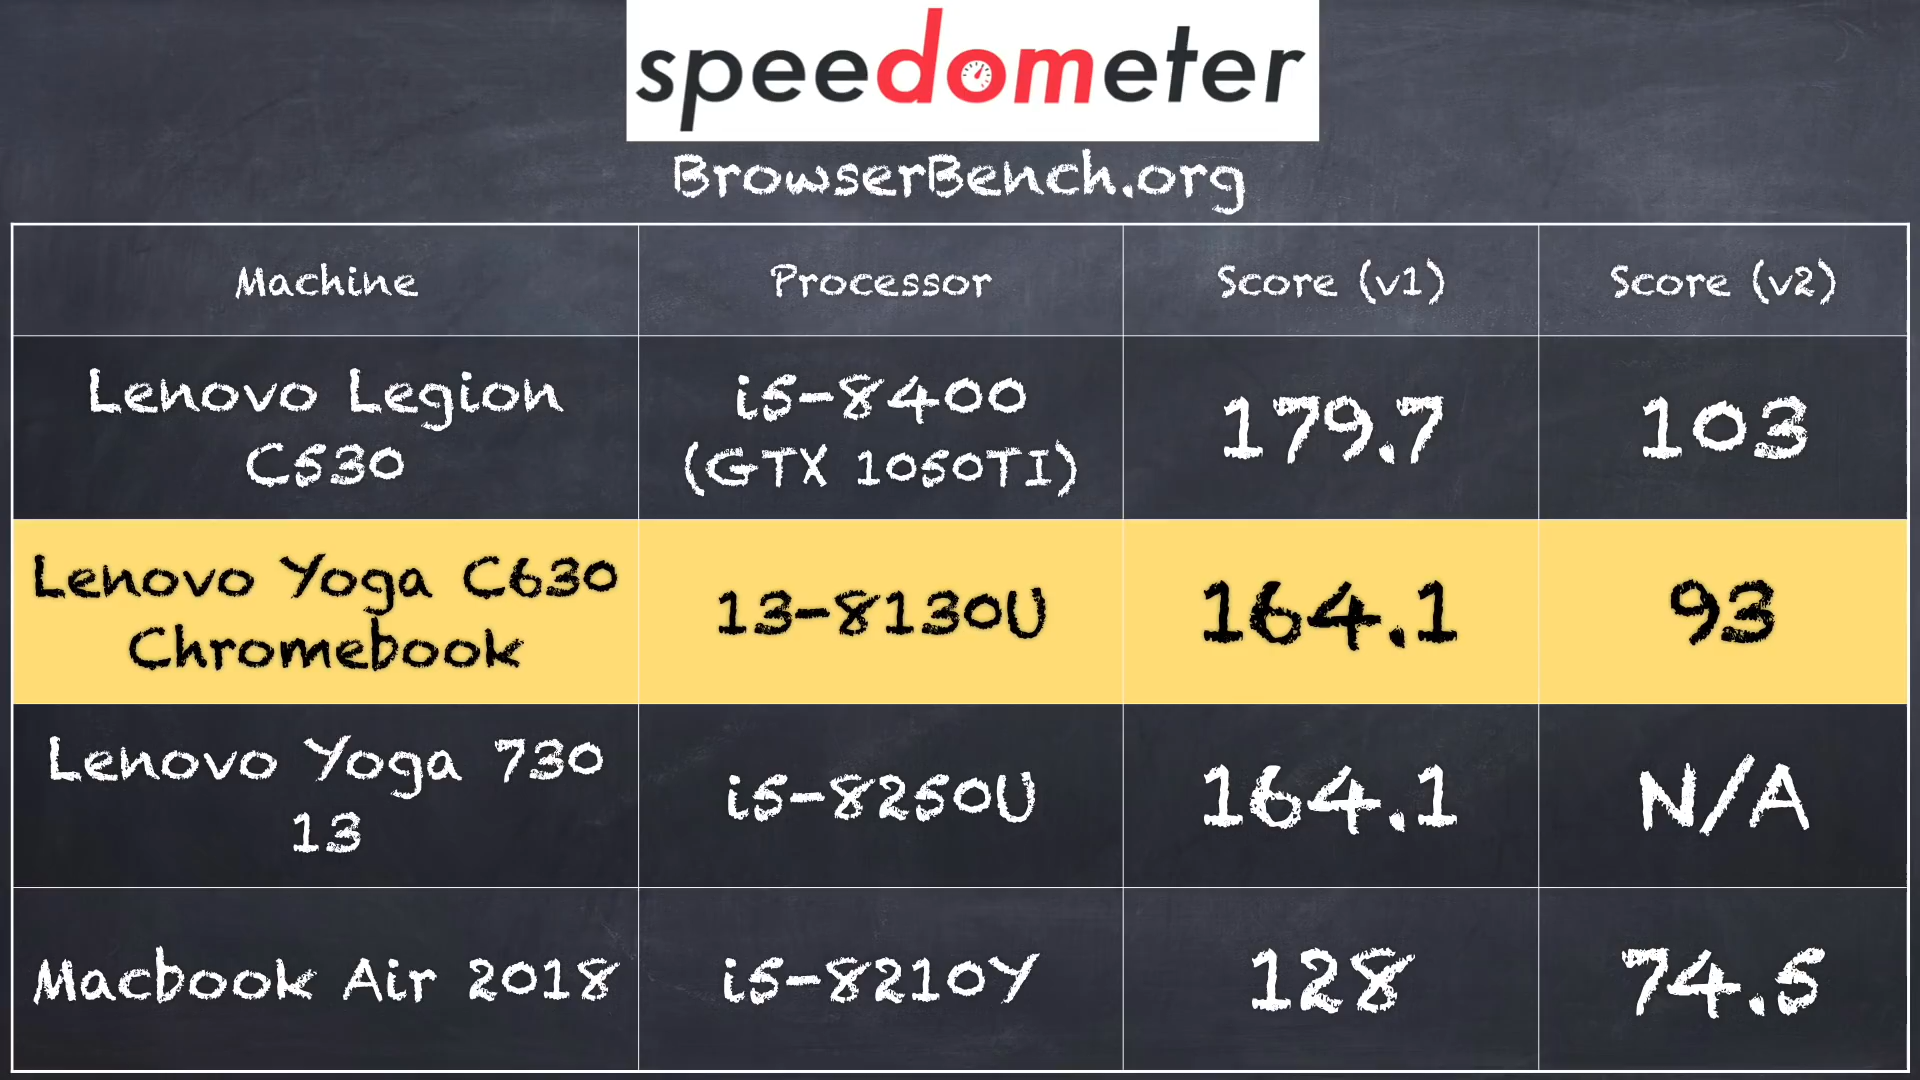 speedometer
BrowserBench.org
Machine Processor Score (v1) Score (v2)
Lenovo Legion
C530
i5-8400
(GTX 1050TI)
179.7
103
Lenovo Yoga C630
Chromebook
13-8130U
164.1
93
Lenovo Yoga 730
13
i5-8250U
164.1
N/A
Macbook Air 2018
i5-8210Y
128
74.5